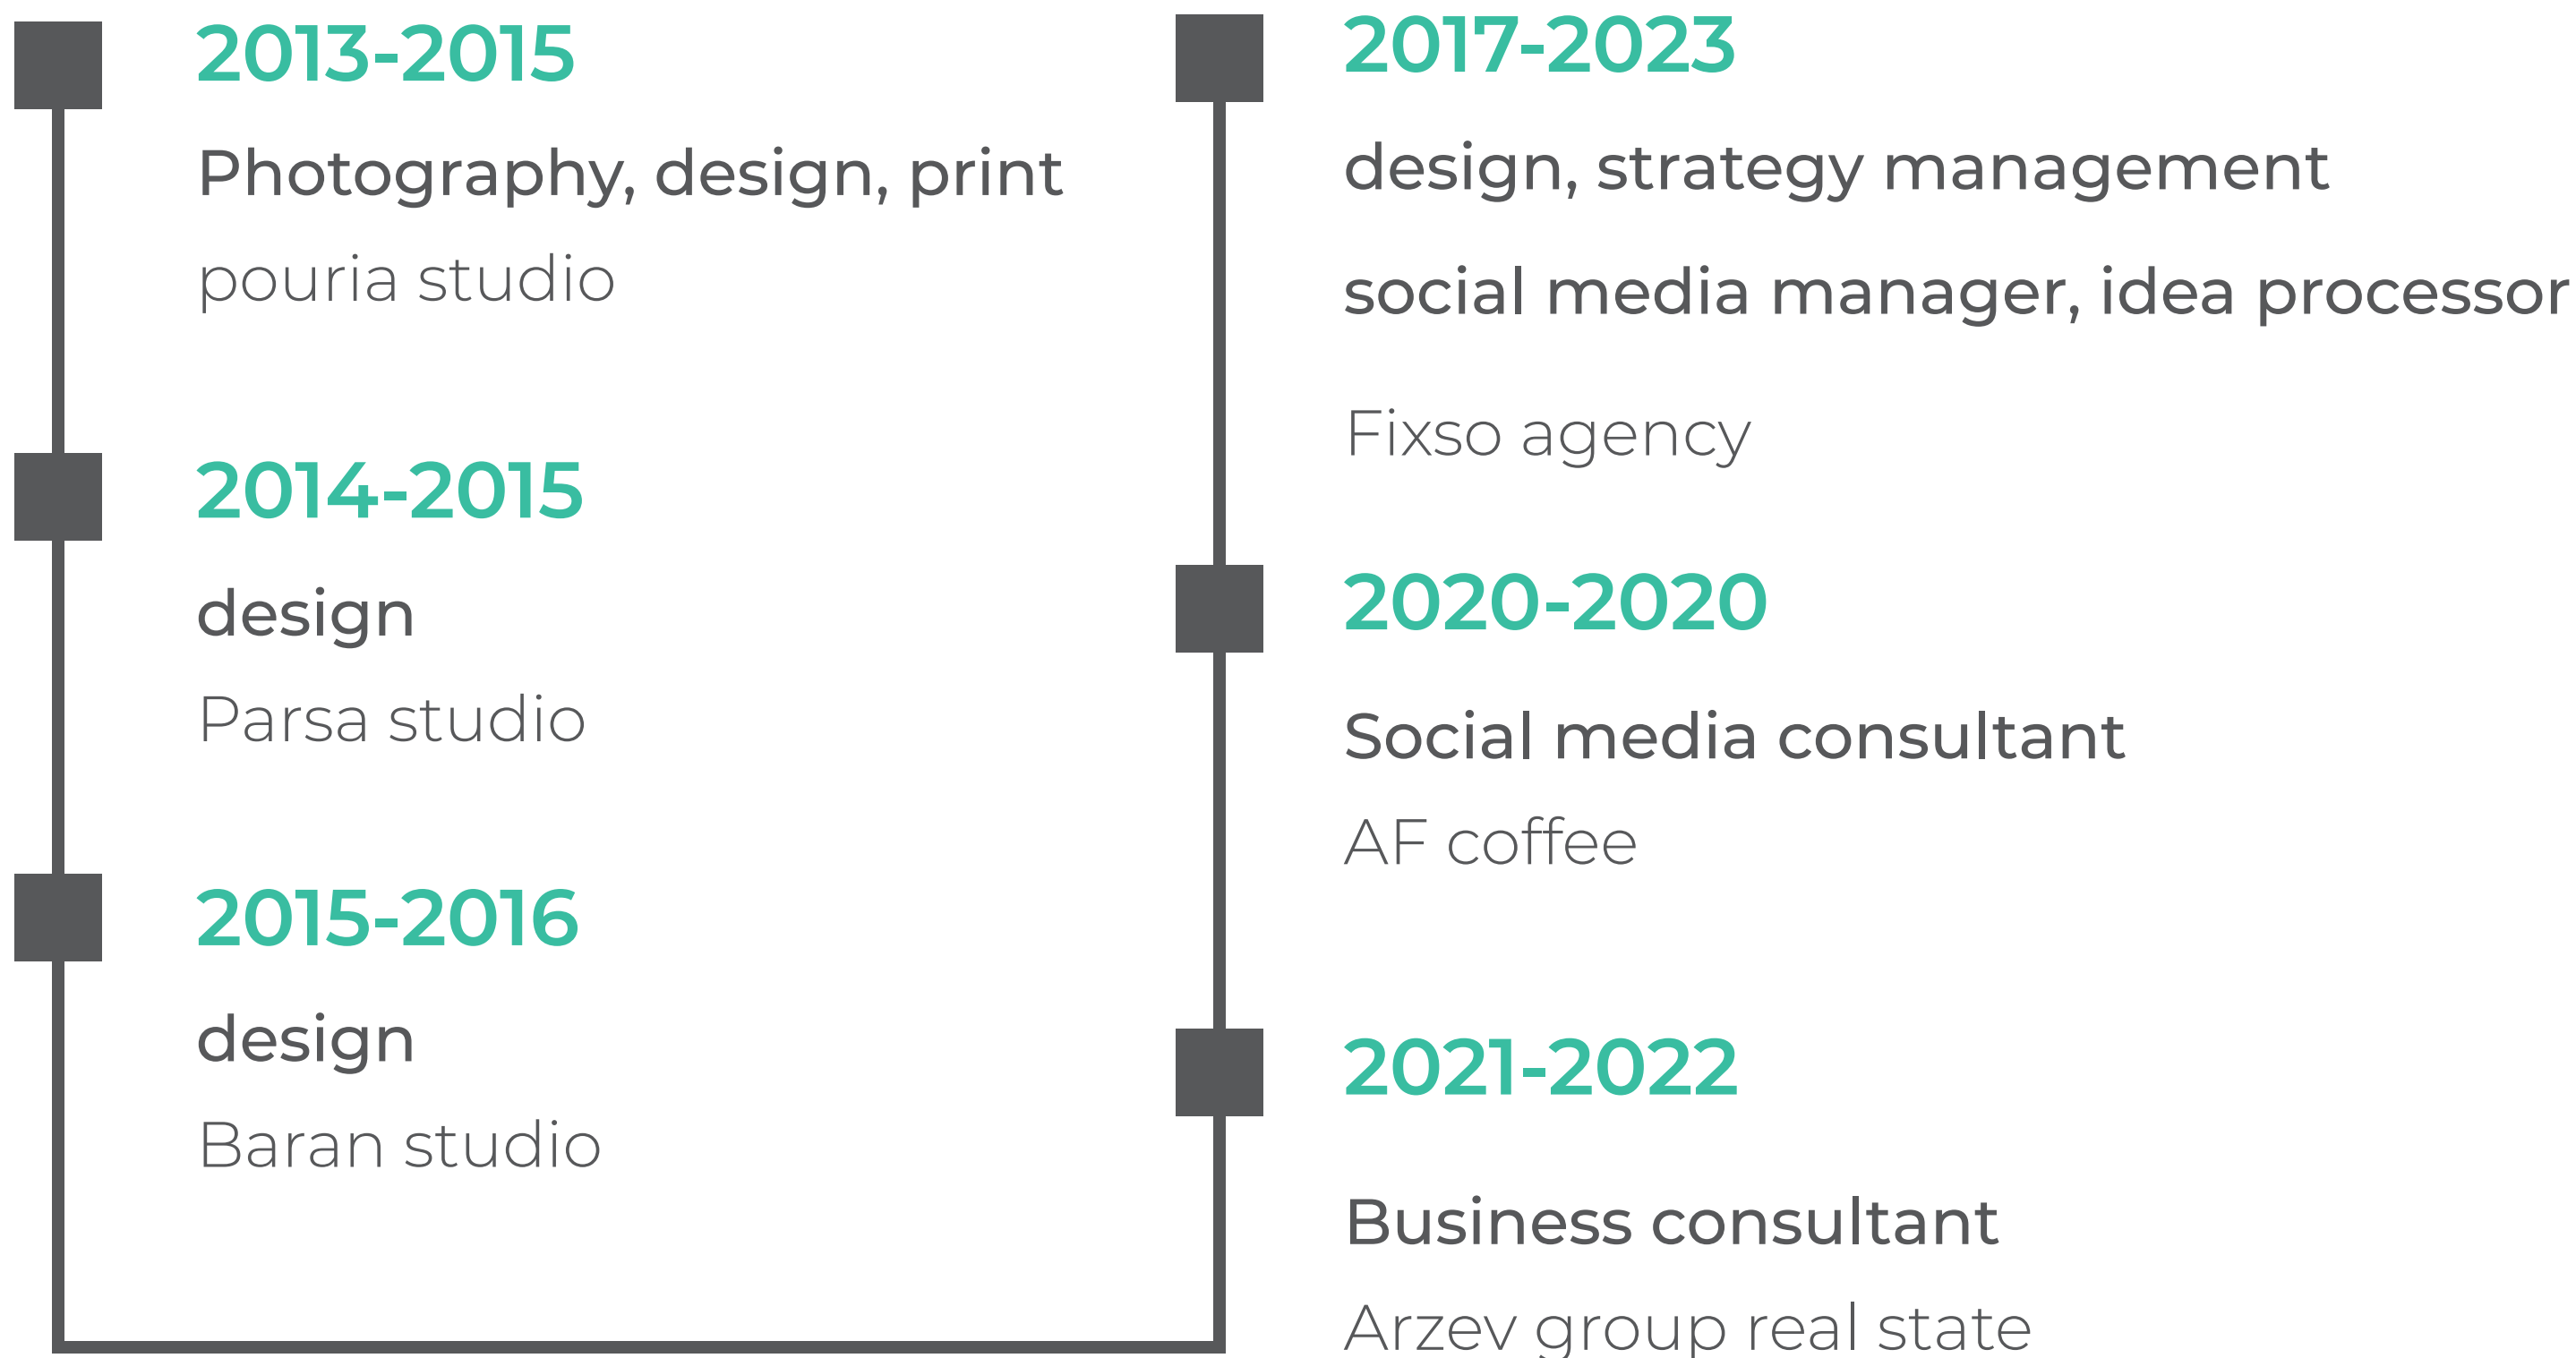 2013-2015
Photography, design, print
pouria studio
2014-2015
design
Parsa studio
2015-2016
design
Baran studio
2017-2023
design, strategy management
social media manager, idea processor
Fixso agency
2020-2020
Social media consultant
AF coffee
2021-2022
Business consultant
Arzev group real state